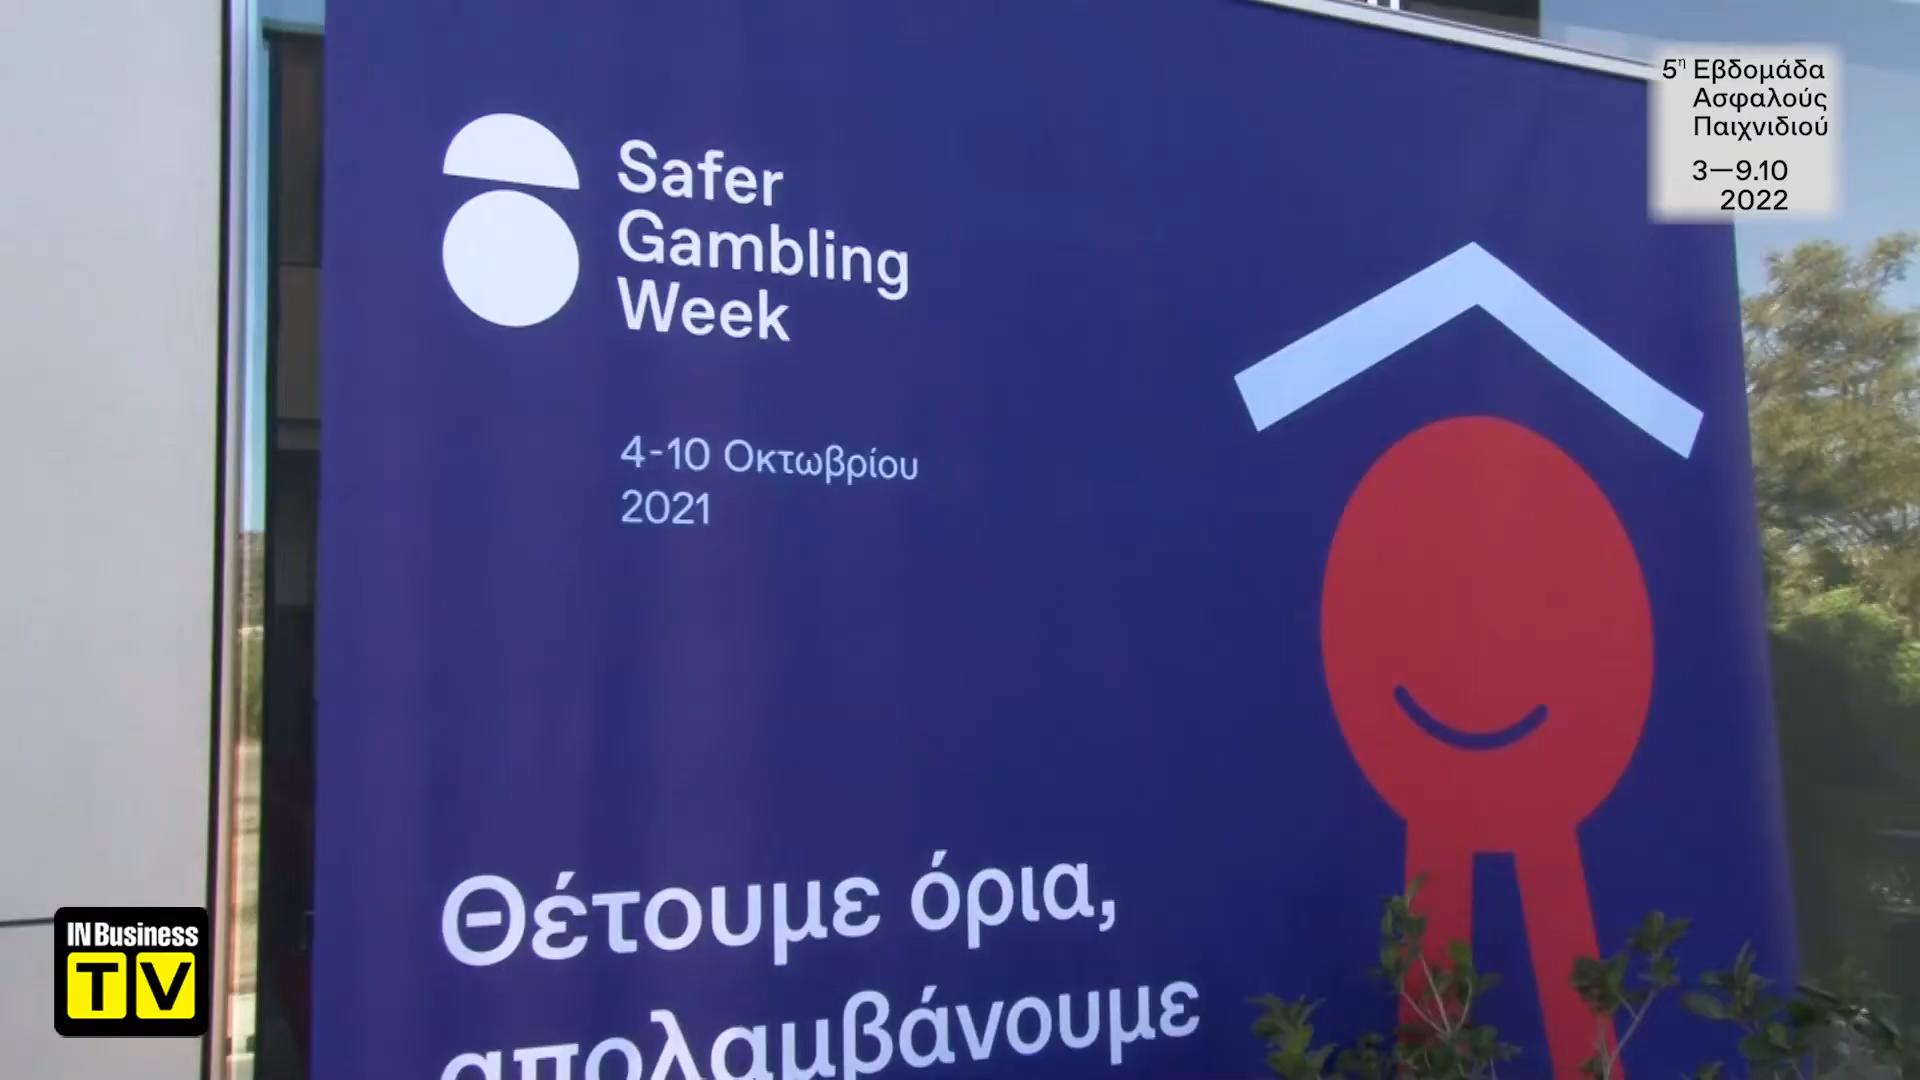 5η Εβδομάδα
Ασφαλούς
Παιχνιδιού
3—9.10
2022
Safer
Gambling
Week
4-10 Οκτωβρίου
2021
Θέτουμε όρια,
απολαμβάνουμε
IN Business
TV